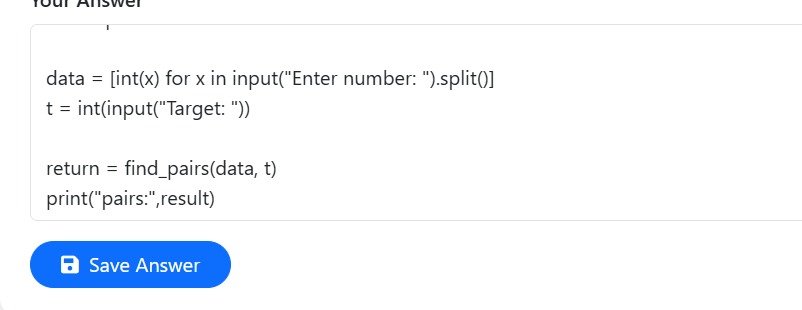 Your Answer
data = [int(x) for x in input("Enter number: ").split()]
t = int(input("Target: "))
return = find_pairs(data, t)
print("pairs:",result)
Save Answer